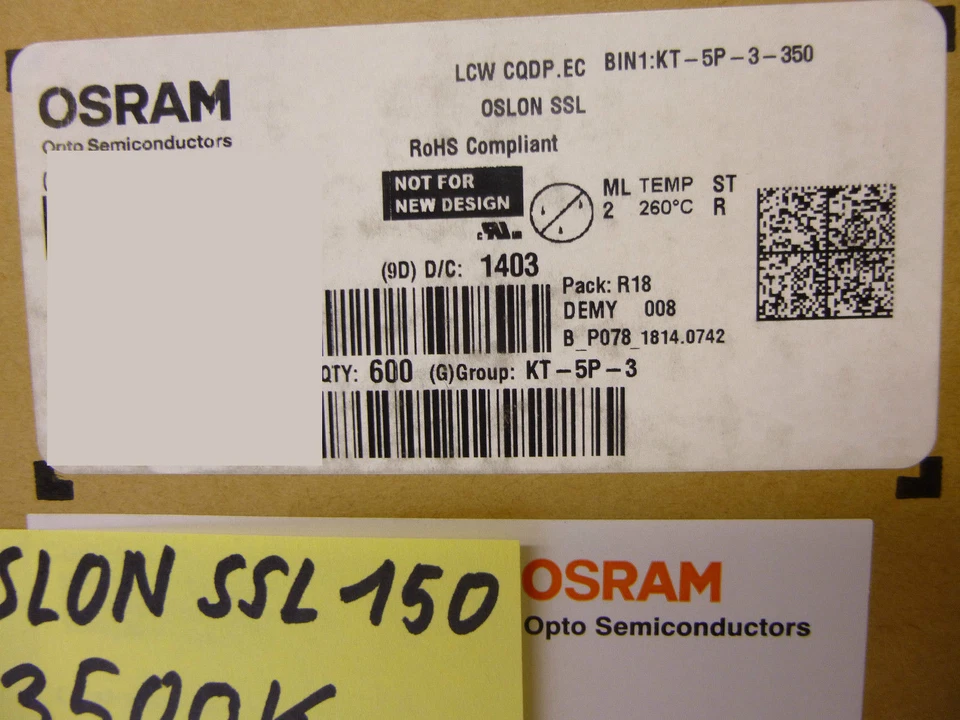 LCW CQDP.EC BIN1:KT-5P-3-350
OSLON SSL
OSRAM
Opto Semiconductors
RoHS Compliant
NOT FOR
NEW DESIGN
ML TEMP ST
2 260°C R
(9D) D/C: 1403
Pack: R18
DEMY 008
B_P078_1814.0742
QTY: 600 (G)Group: KT-5P-3
SLON SSL 150
3500K
OSRAM
Opto Semiconductors